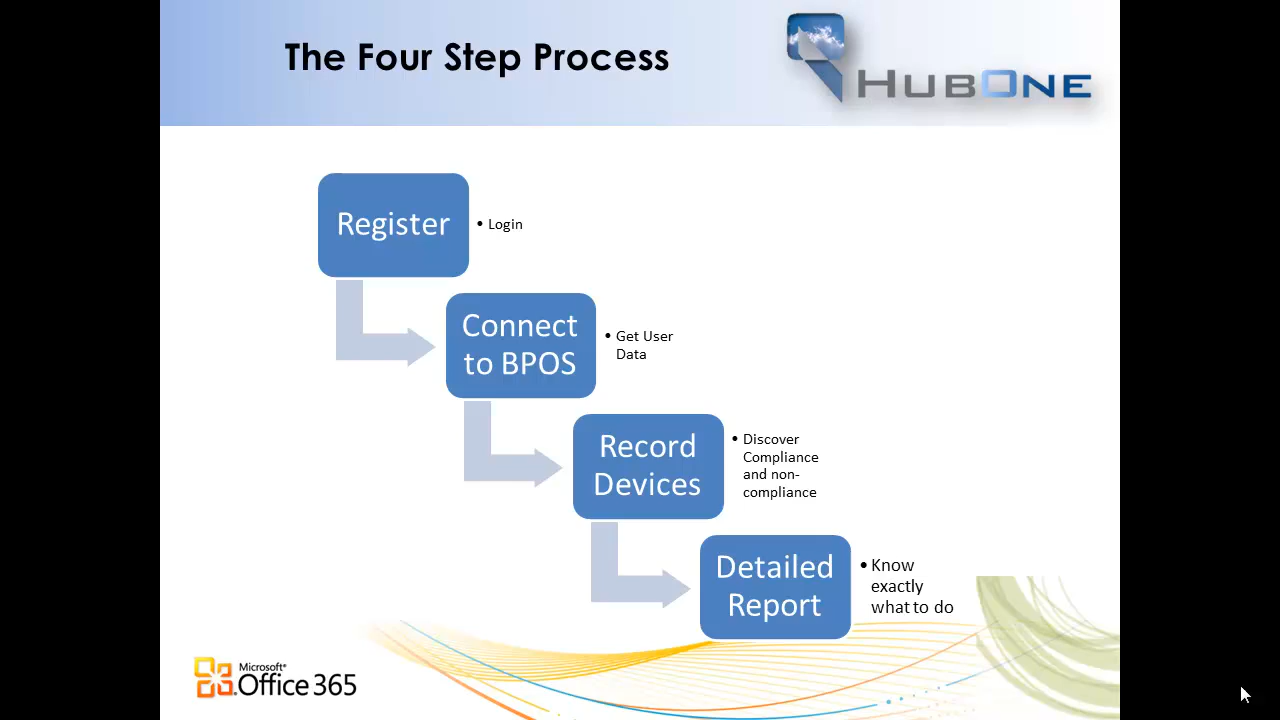 The Four Step Process
HUBONE
Register
• Login
Connect
to BPOS
• Get User
Data
Record
Devices
• Discover
Compliance
and non-
compliance
Detailed
Report
• Know
exactly
what to do
Microsoft®
Office 365